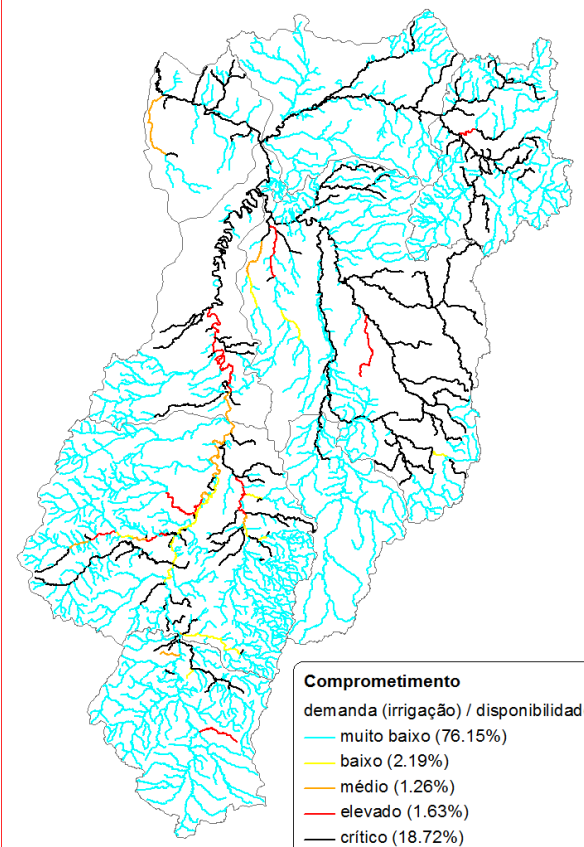 Comprometimento
demanda (irrigação) / disponibilidad
muito baixo (76.15%)
baixo (2.19%)
médio (1.26%)
elevado (1.63%)
crítico (18.72%)